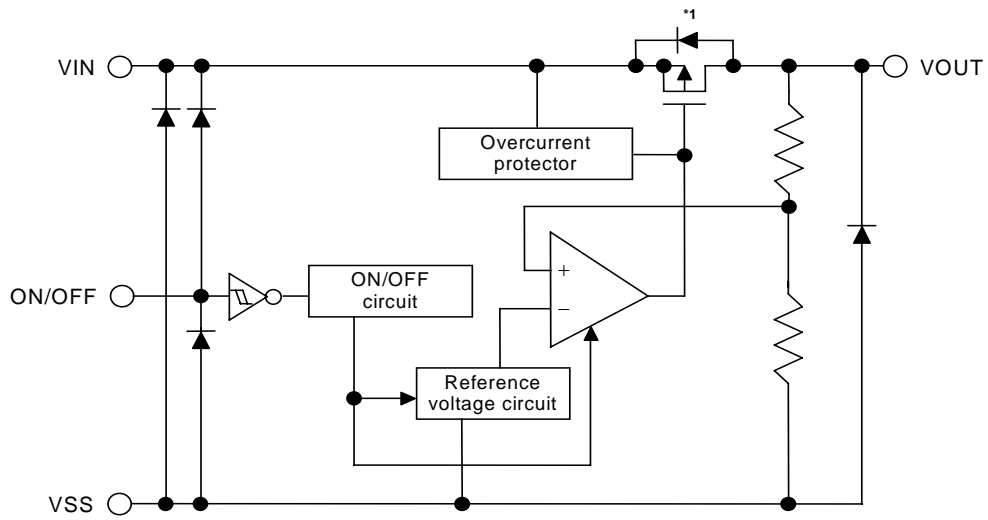 *1
VIN
VOUT
Overcurrent
protector
ON/OFF
ON/OFF
circuit
+
−
Reference
voltage circuit
VSS